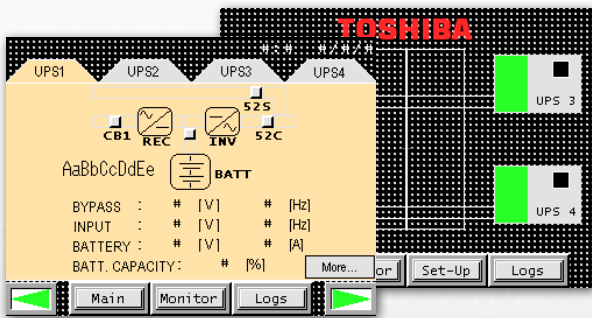 TOSHIBA
#:# #/#/#
UPS1 UPS2 UPS3 UPS4
52S
CB1 REC INV 52C
AaBbCcDdEe BATT
BYPASS : # [V] # [Hz]
INPUT : # [V] # [Hz]
BATTERY : # [V] # [A]
BATT. CAPACITY: # [%] More...
Main Monitor Logs
UPS 3
UPS 4
or Set-Up Logs